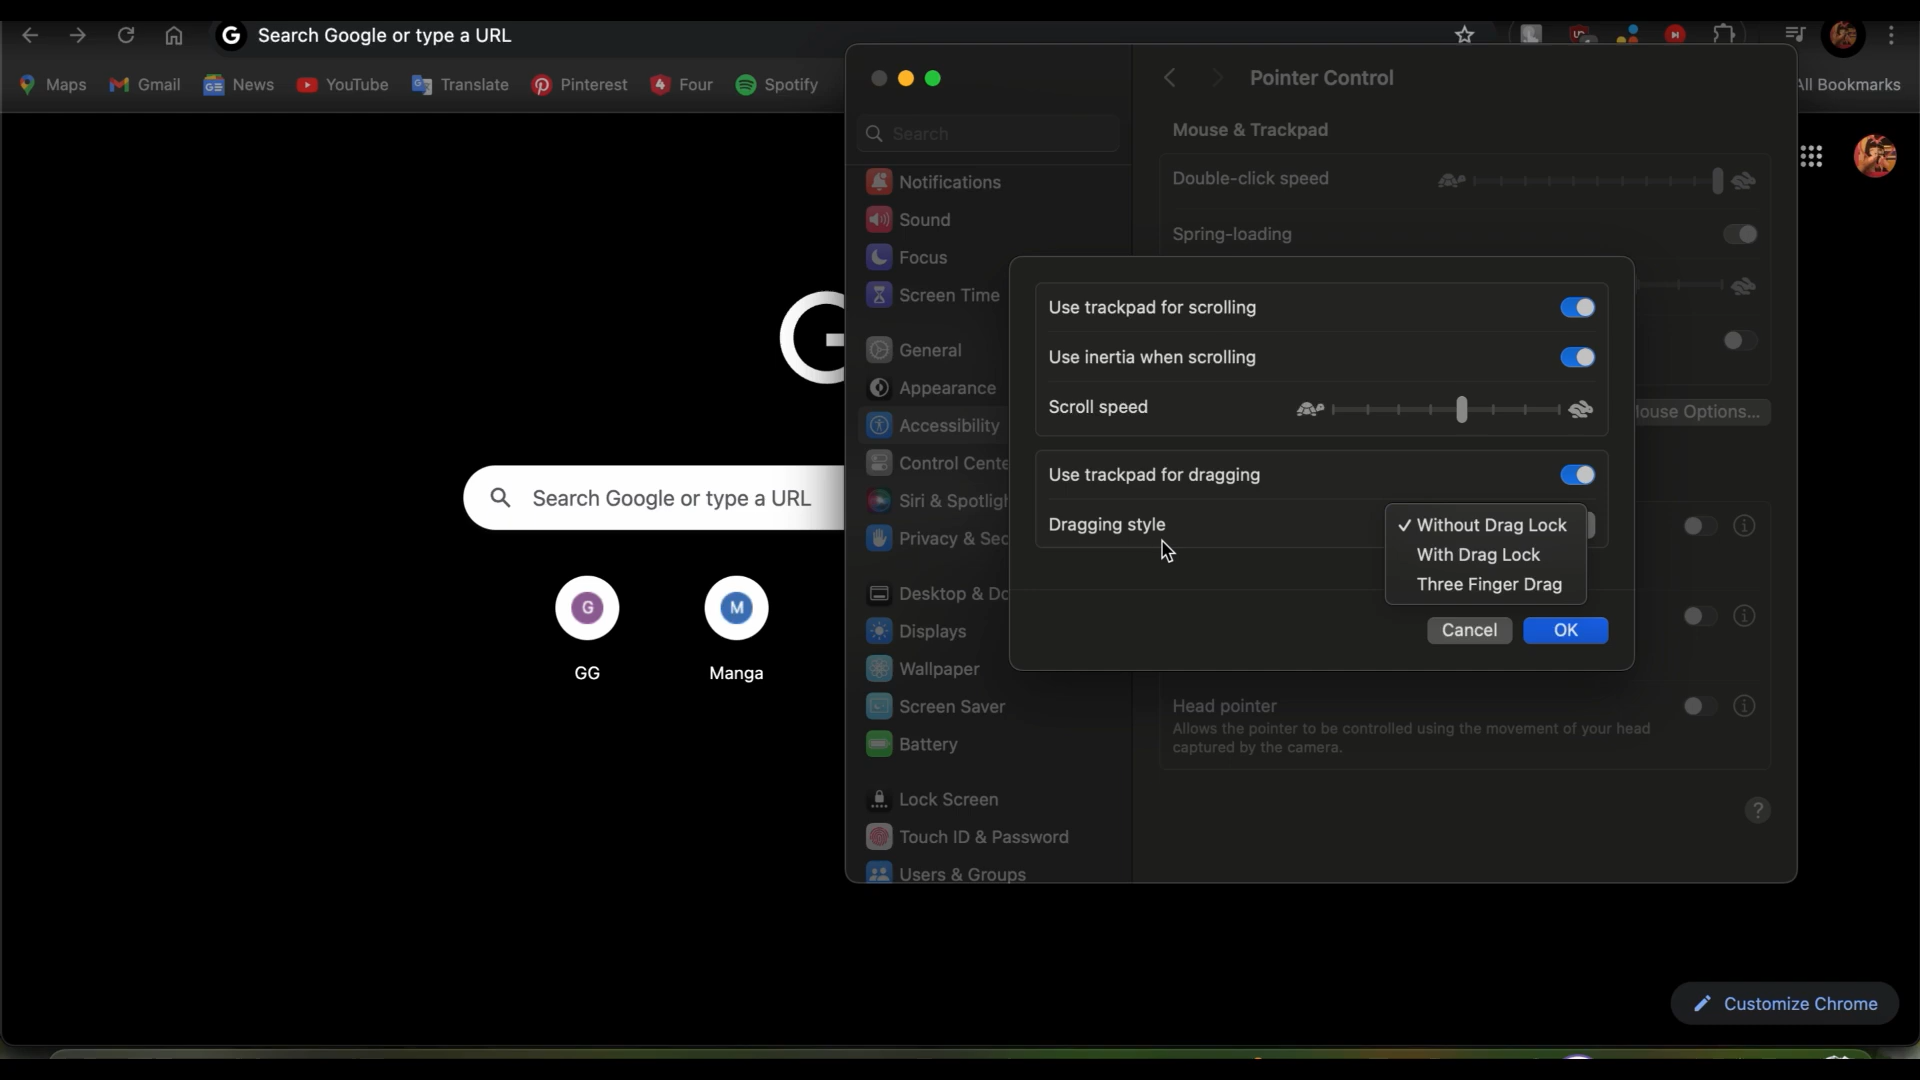 Search Google or type a URL
Maps
Gmail
News
YouTube
Translate
Pinterest
Four
Spotify
All Bookmarks
Search
Notifications
Sound
Focus
Screen Time
General
Appearance
Accessibility
Control Cente
Siri & Spotligh
Privacy & Sec
Desktop & Do
Displays
Wallpaper
Screen Saver
Battery
Lock Screen
Touch ID & Password
Users & Groups
Pointer Control
Mouse & Trackpad
Double-click speed
Spring-loading
Mouse Options...
Head pointer
Allows the pointer to be controlled using the movement of your head
captured by the camera.
?
Use trackpad for scrolling
Use inertia when scrolling
Scroll speed
Use trackpad for dragging
Dragging style
✓ Without Drag Lock
With Drag Lock
Three Finger Drag
Cancel
OK
G
Search Google or type a URL
G
M
GG
Manga
Customize Chrome